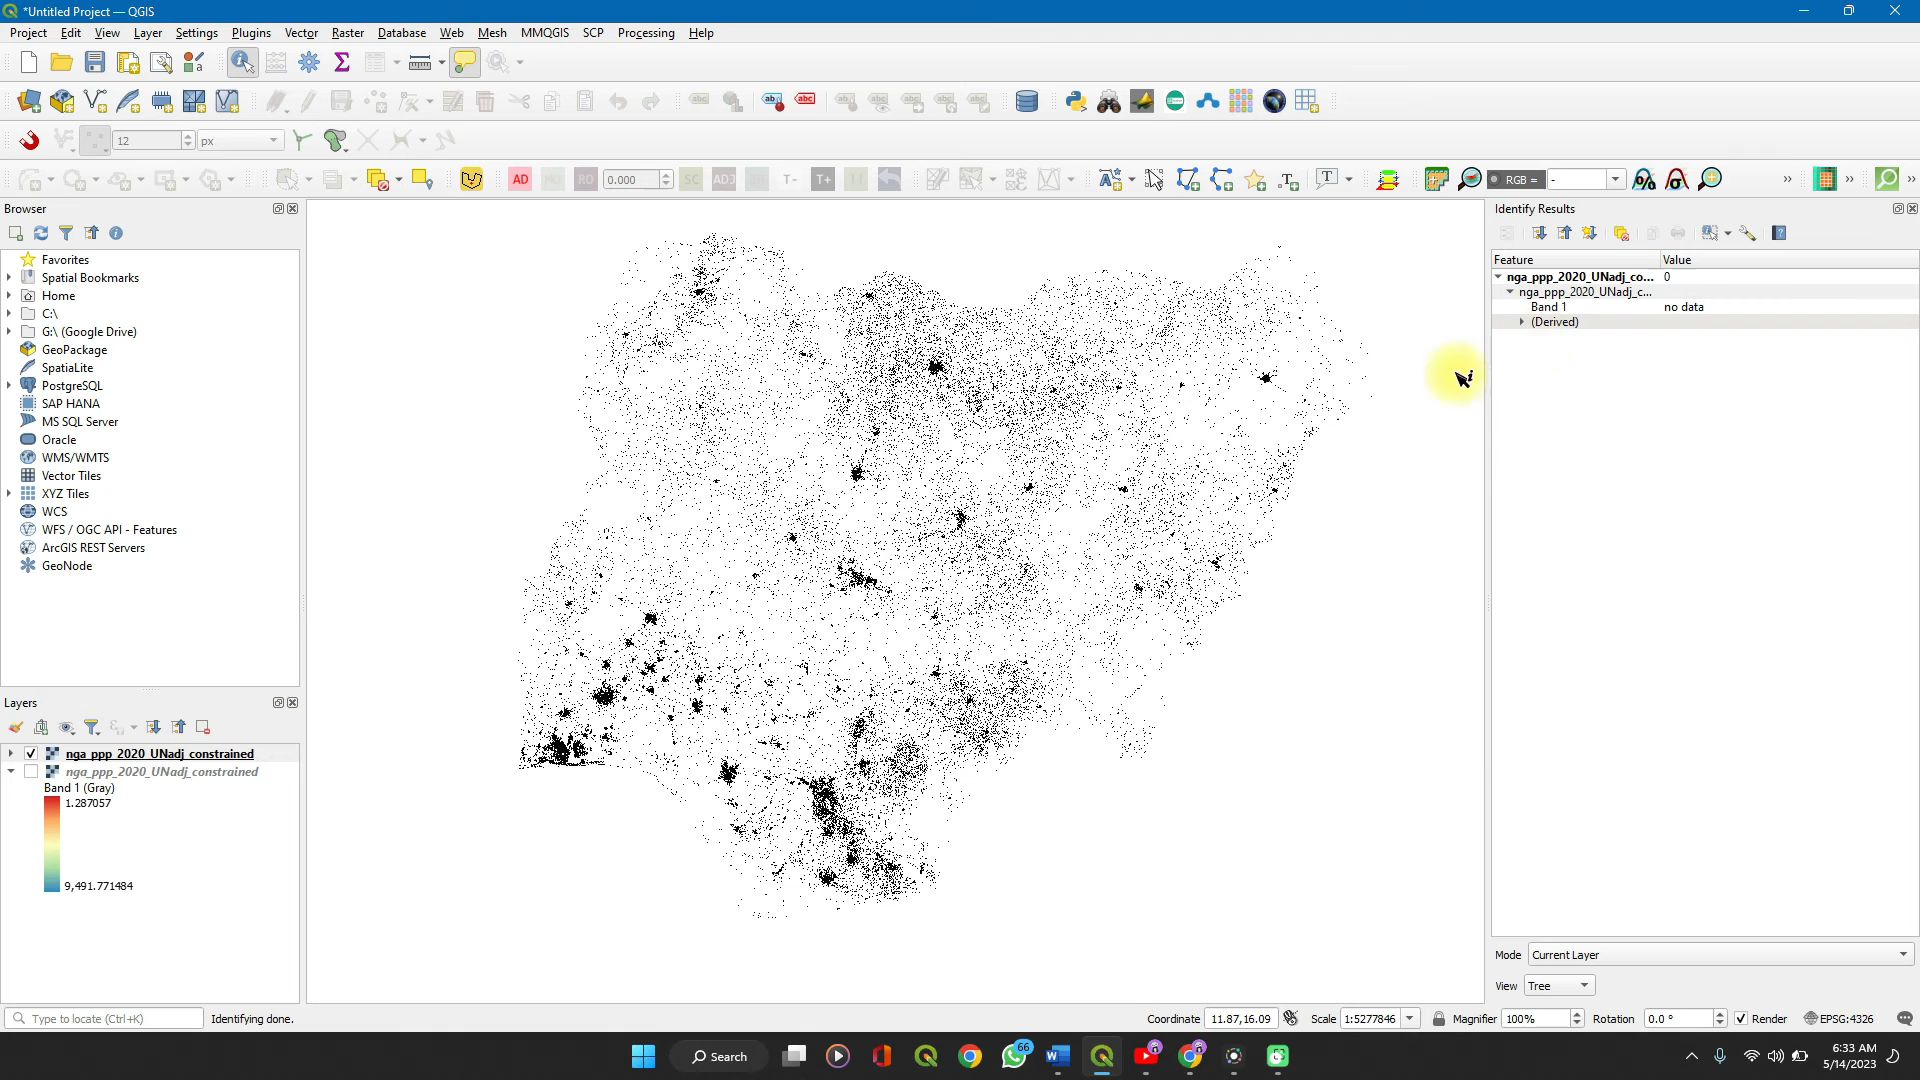 *Untitled Project — QGIS
Project Edit View Layer Settings Plugins Vector Raster Database Web Mesh MMQGIS SCP Processing Help
12 px
AD RO 0.000 SC ADJ T- T+ RGB = -
Browser
Favorites
Spatial Bookmarks
Home
C:\
G:\ (Google Drive)
GeoPackage
SpatiaLite
PostgreSQL
SAP HANA
MS SQL Server
Oracle
WMS/WMTS
Vector Tiles
XYZ Tiles
WCS
WFS / OGC API - Features
ArcGIS REST Servers
GeoNode
Layers
nga_ppp_2020_UNadj_constrained
nga_ppp_2020_UNadj_constrained
Band 1 (Gray)
1.287057
9,491.771484
Identify Results
Feature Value
nga_ppp_2020_UNadj_co... 0
nga_ppp_2020_UNadj_c...
Band 1 no data
(Derived)
Mode Current Layer
View Tree
Type to locate (Ctrl+K) Identifying done. Coordinate 11.87,16.09 Scale 1:5277846 Magnifier 100% Rotation 0.0 ° Render EPSG:4326
Search 66 6:33 AM
5/14/2023